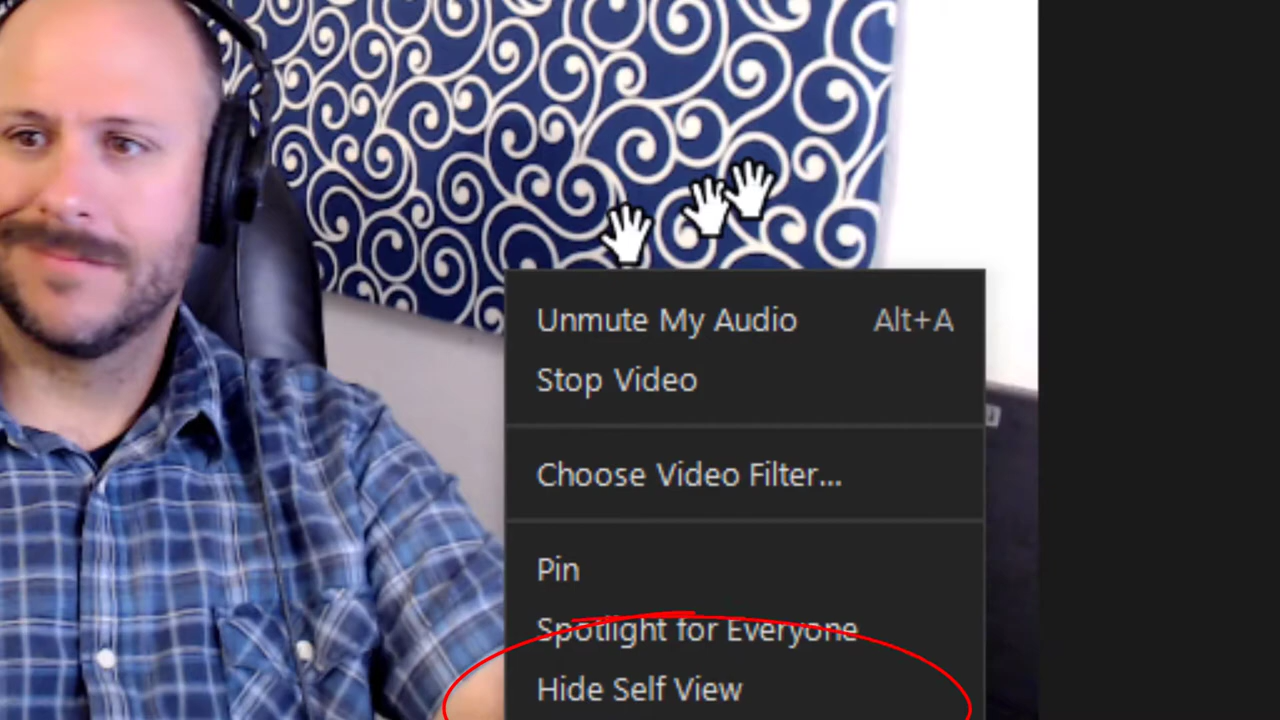 Unmute My Audio Alt+A
Stop Video
Choose Video Filter...
Pin
Spotlight for Everyone
Hide Self View